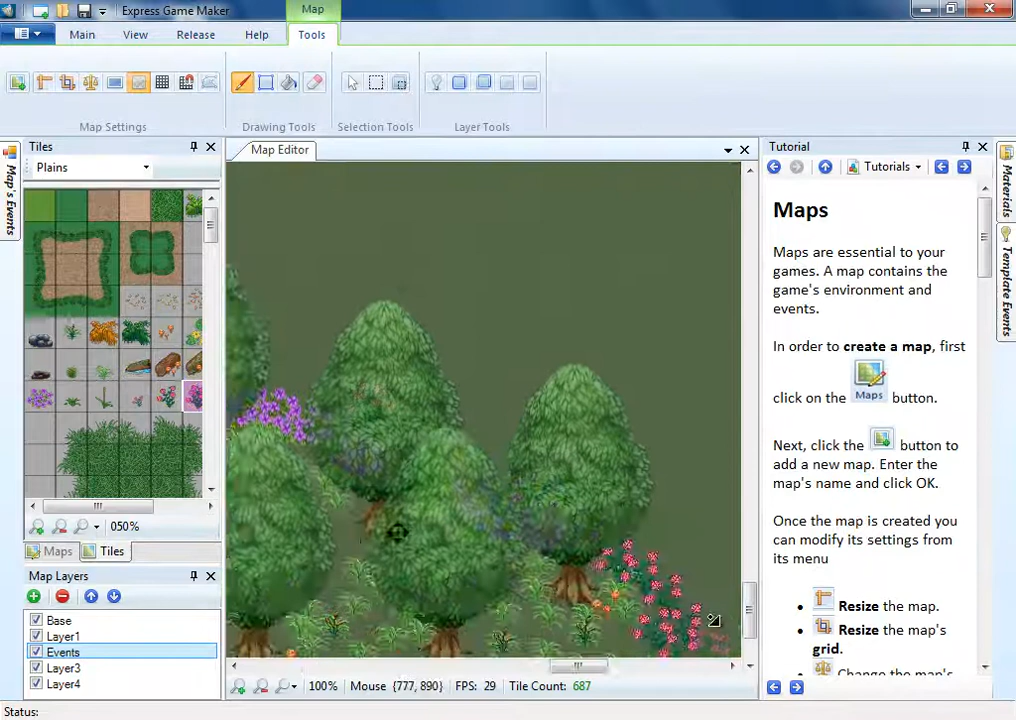 Express Game Maker
Map
Main
View
Release
Help
Tools
Map Settings
Drawing Tools
Selection Tools
Layer Tools
Map's Events
Tiles
Plains
050%
Maps
Tiles
Map Layers
Base
Layer1
Events
Layer3
Layer4
Map Editor
100%
Mouse {777, 890}
FPS: 29
Tile Count: 687
Tutorial
Tutorials
Maps
Maps are essential to your
games. A map contains the
game's environment and
events.
In order to create a map, first
Maps
click on the button.
Next, click the button to
add a new map. Enter the
map's name and click OK.
Once the map is created you
can modify its settings from
its menu
• Resize the map.
• Resize the map's
grid.
Change the map's
Materials
Template Events
Status: